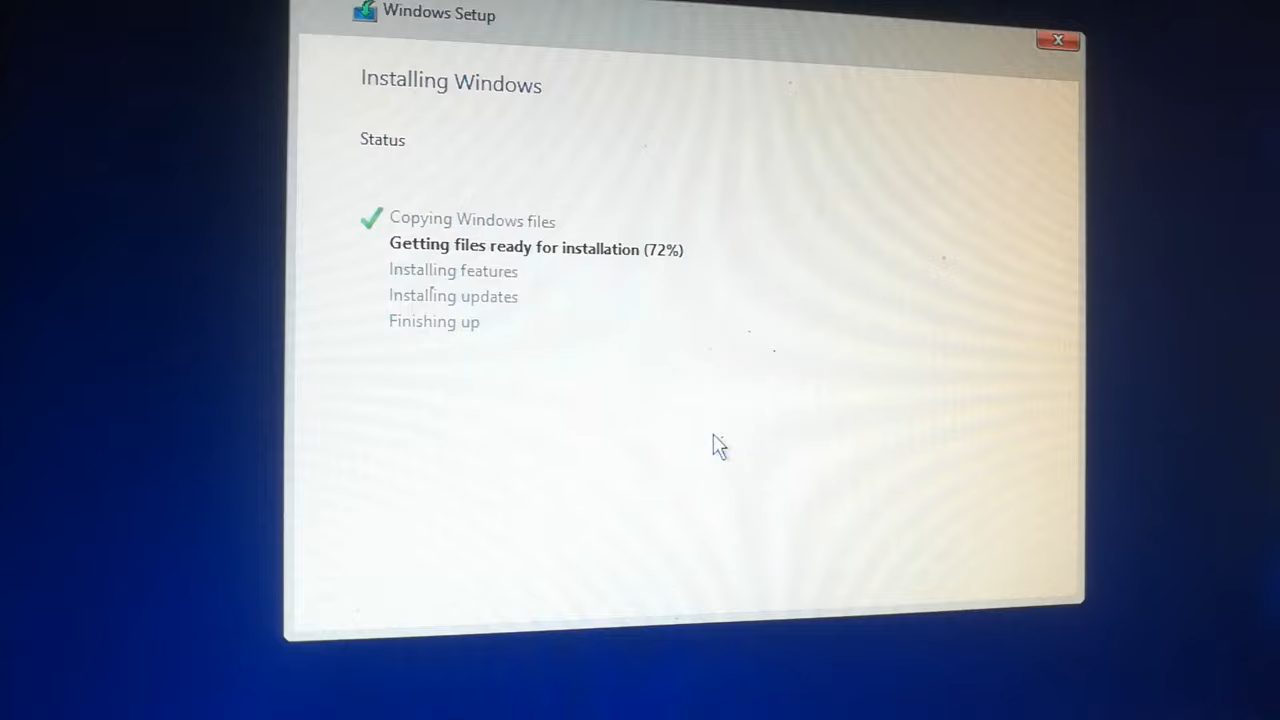 Windows Setup
Installing Windows
Status
Copying Windows files
Getting files ready for installation (72%)
Installing features
Installing updates
Finishing up